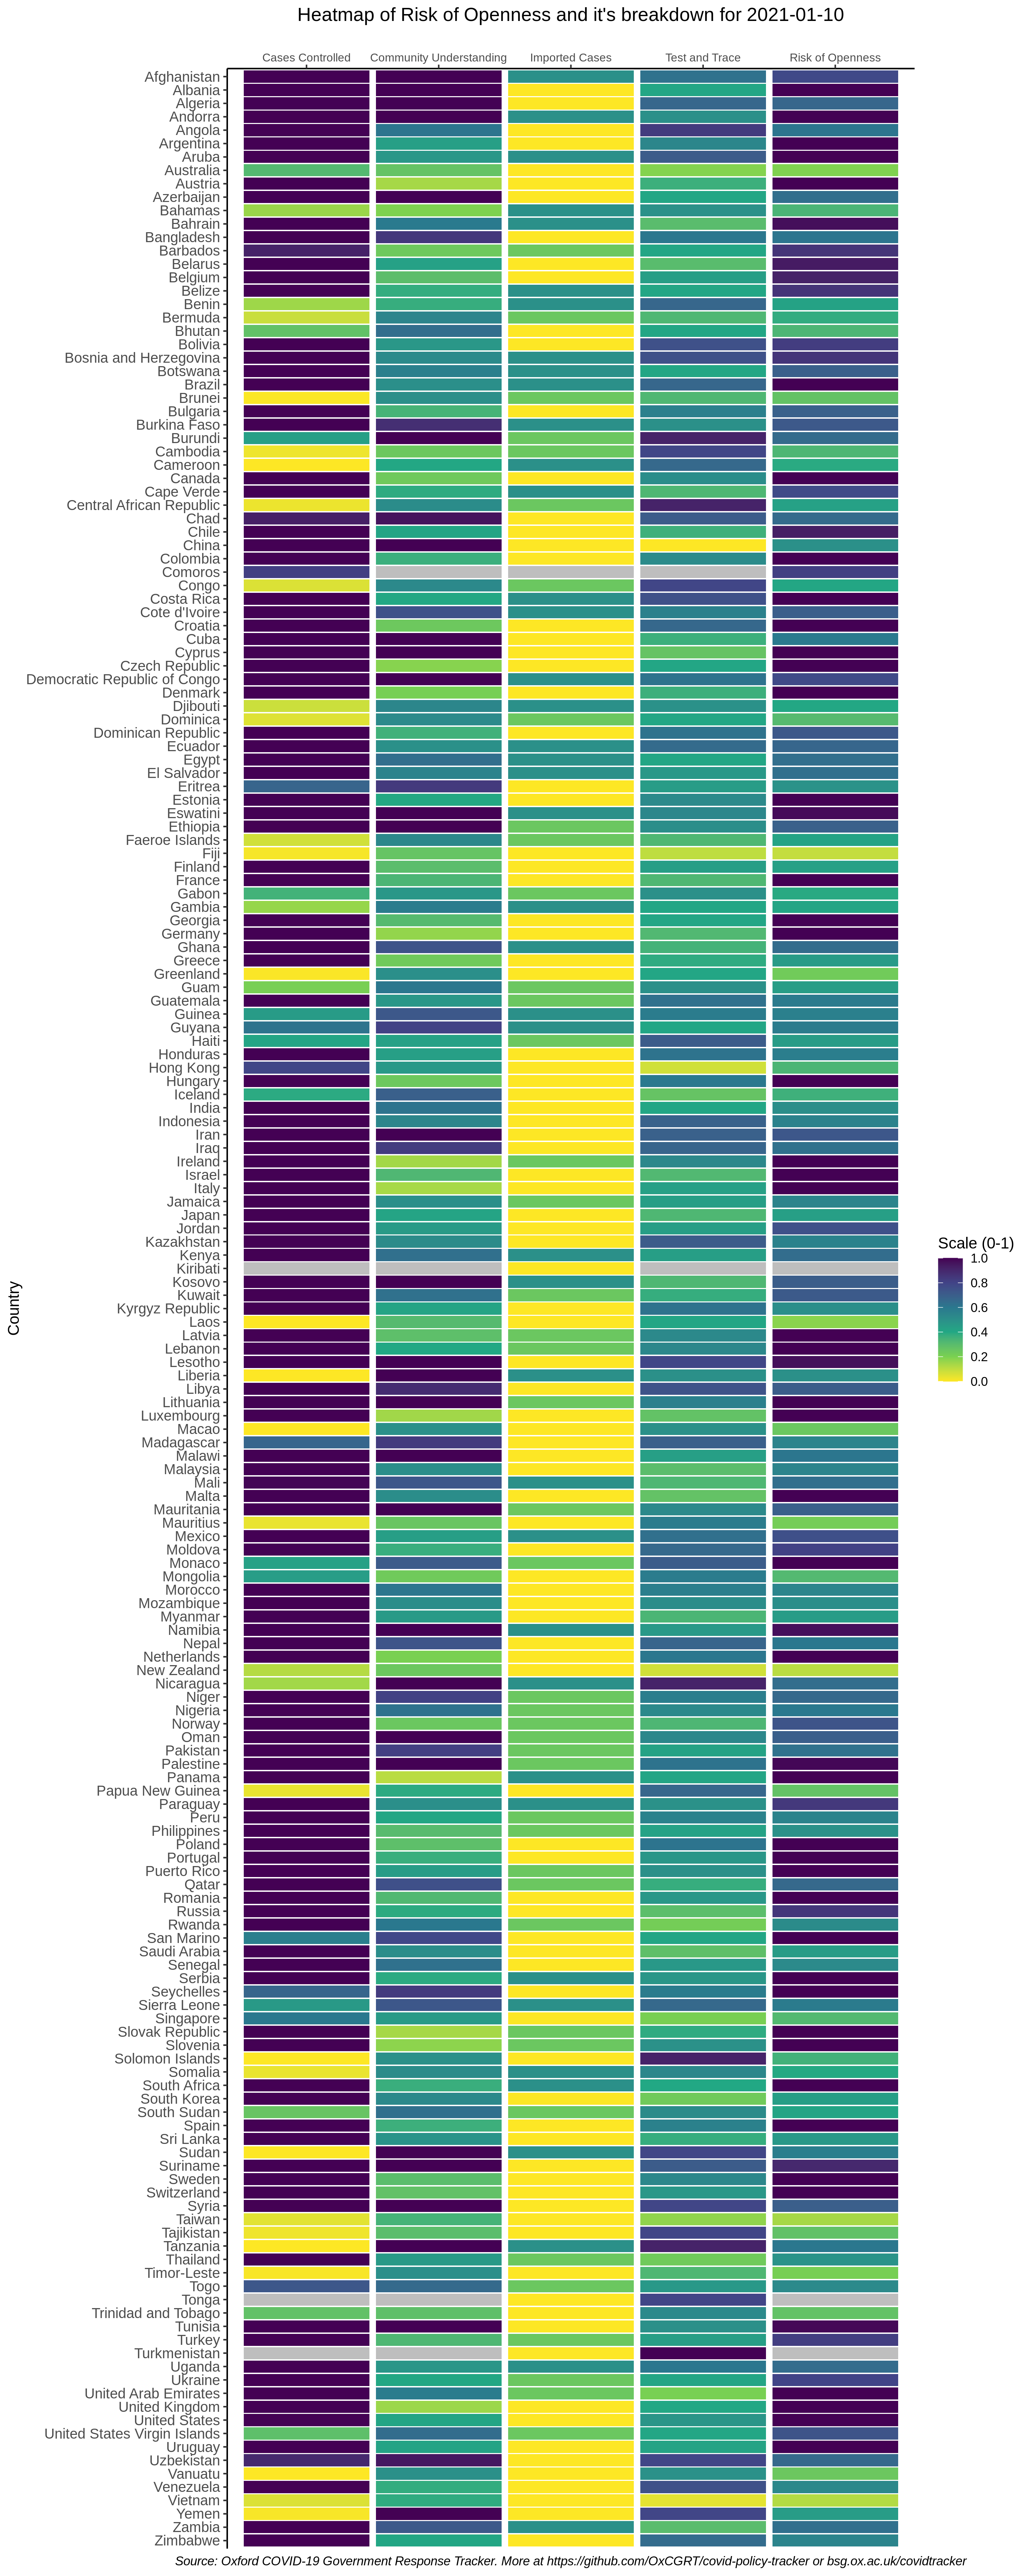 Heatmap of Risk of Openness and it's breakdown for 2021-01-10
Cases Controlled Community Understanding Imported Cases Test and Trace Risk of Openness
Afghanistan
Albania
Algeria
Andorra
Angola
Argentina
Aruba
Australia
Austria
Azerbaijan
Bahamas
Bahrain
Bangladesh
Barbados
Belarus
Belgium
Belize
Benin
Bermuda
Bhutan
Bolivia
Bosnia and Herzegovina
Botswana
Brazil
Brunei
Bulgaria
Burkina Faso
Burundi
Cambodia
Cameroon
Canada
Cape Verde
Central African Republic
Chad
Chile
China
Colombia
Comoros
Congo
Costa Rica
Cote d'Ivoire
Croatia
Cuba
Cyprus
Czech Republic
Democratic Republic of Congo
Denmark
Djibouti
Dominica
Dominican Republic
Ecuador
Egypt
El Salvador
Eritrea
Estonia
Eswatini
Ethiopia
Faeroe Islands
Fiji
Finland
France
Gabon
Gambia
Georgia
Germany
Ghana
Greece
Greenland
Guam
Guatemala
Guinea
Guyana
Haiti
Honduras
Hong Kong
Hungary
Iceland
India
Indonesia
Iran
Iraq
Ireland
Israel
Italy
Jamaica
Japan
Jordan
Kazakhstan
Kenya
Kiribati
Kosovo
Kuwait
Kyrgyz Republic
Laos
Latvia
Lebanon
Lesotho
Liberia
Libya
Lithuania
Luxembourg
Macao
Madagascar
Malawi
Malaysia
Mali
Malta
Mauritania
Mauritius
Mexico
Moldova
Monaco
Mongolia
Morocco
Mozambique
Myanmar
Namibia
Nepal
Netherlands
New Zealand
Nicaragua
Niger
Nigeria
Norway
Oman
Pakistan
Palestine
Panama
Papua New Guinea
Paraguay
Peru
Philippines
Poland
Portugal
Puerto Rico
Qatar
Romania
Russia
Rwanda
San Marino
Saudi Arabia
Senegal
Serbia
Seychelles
Sierra Leone
Singapore
Slovak Republic
Slovenia
Solomon Islands
Somalia
South Africa
South Korea
South Sudan
Spain
Sri Lanka
Sudan
Suriname
Sweden
Switzerland
Syria
Taiwan
Tajikistan
Tanzania
Thailand
Timor-Leste
Togo
Tonga
Trinidad and Tobago
Tunisia
Turkey
Turkmenistan
Uganda
Ukraine
United Arab Emirates
United Kingdom
United States
United States Virgin Islands
Uruguay
Uzbekistan
Vanuatu
Venezuela
Vietnam
Yemen
Zambia
Zimbabwe
Country
Scale (0-1)
1.0
0.8
0.6
0.4
0.2
0.0
Source: Oxford COVID-19 Government Response Tracker. More at https://github.com/OxCGRT/covid-policy-tracker or bsg.ox.ac.uk/covidtracker